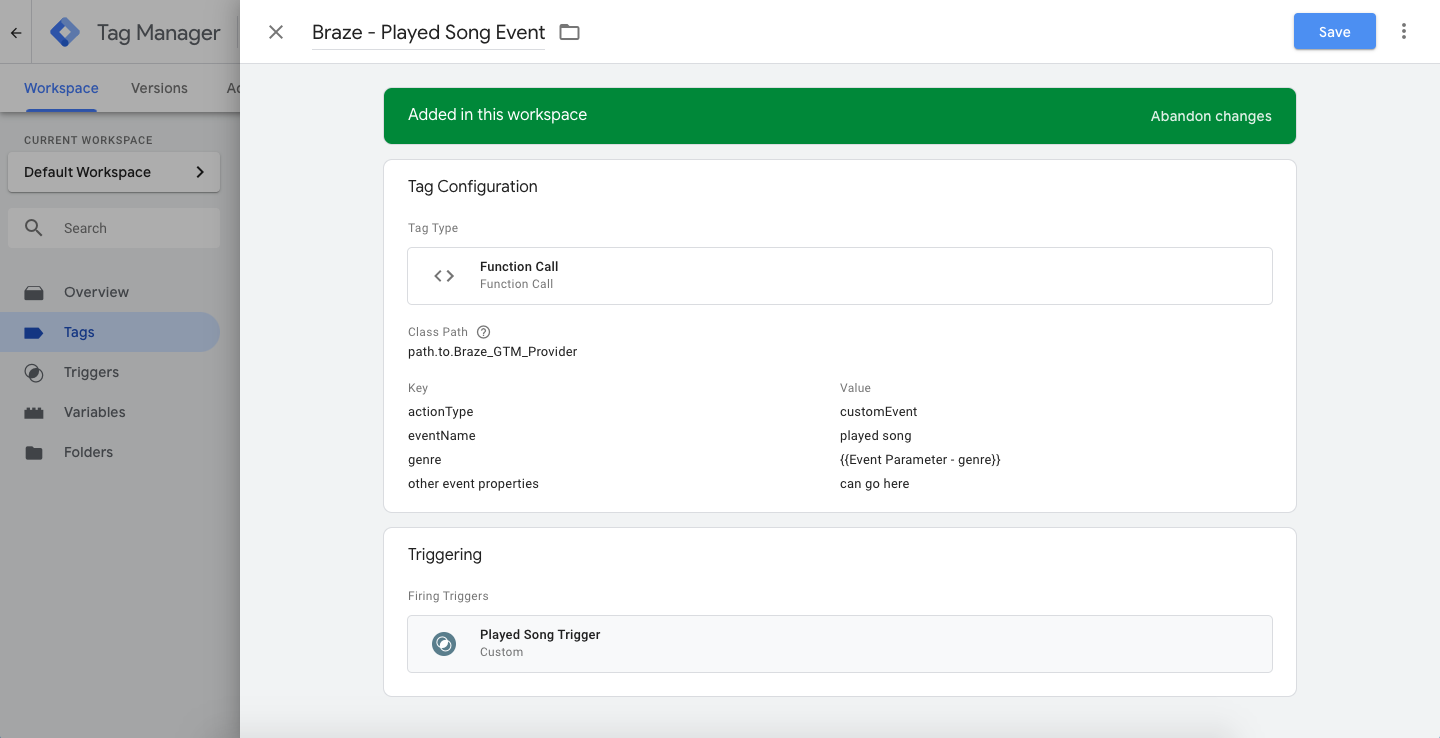 Tag Manager
Braze - Played Song Event
Save
Workspace
Versions
CURRENT WORKSPACE
Default Workspace
Search
Overview
Tags
Triggers
Variables
Folders
Added in this workspace
Abandon changes
Tag Configuration
Tag Type
Function Call
Function Call
Class Path
path.to.Braze_GTM_Provider
Key Value
actionType customEvent
eventName played song
genre {{Event Parameter - genre}}
other event properties can go here
Triggering
Firing Triggers
Played Song Trigger
Custom